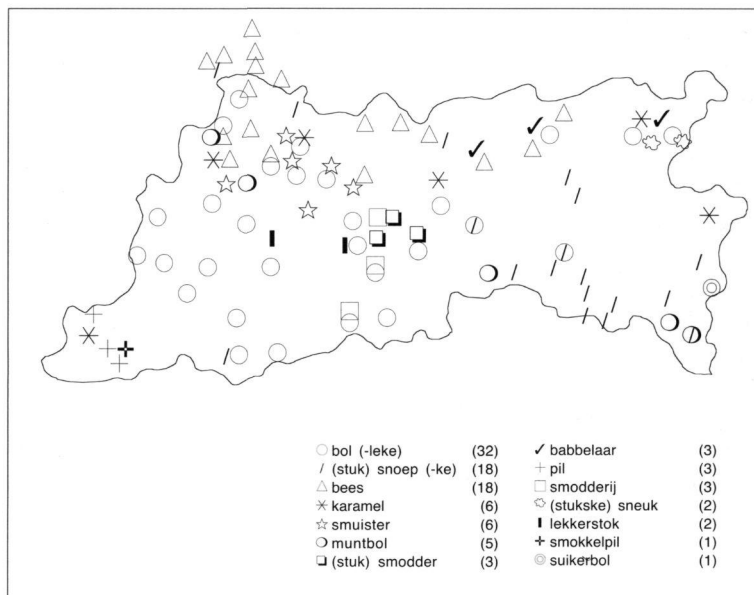 bol (-leke) (32)
/ (stuk) snoep (-ke) (18)
bees (18)
karamel (6)
smuister (6)
muntbol (5)
(stuk) smodder (3)
babbelaar (3)
pil (3)
smodderij (3)
(stukske) sneuk (2)
lekkerstok (2)
smokkelpil (1)
suikerbol (1)